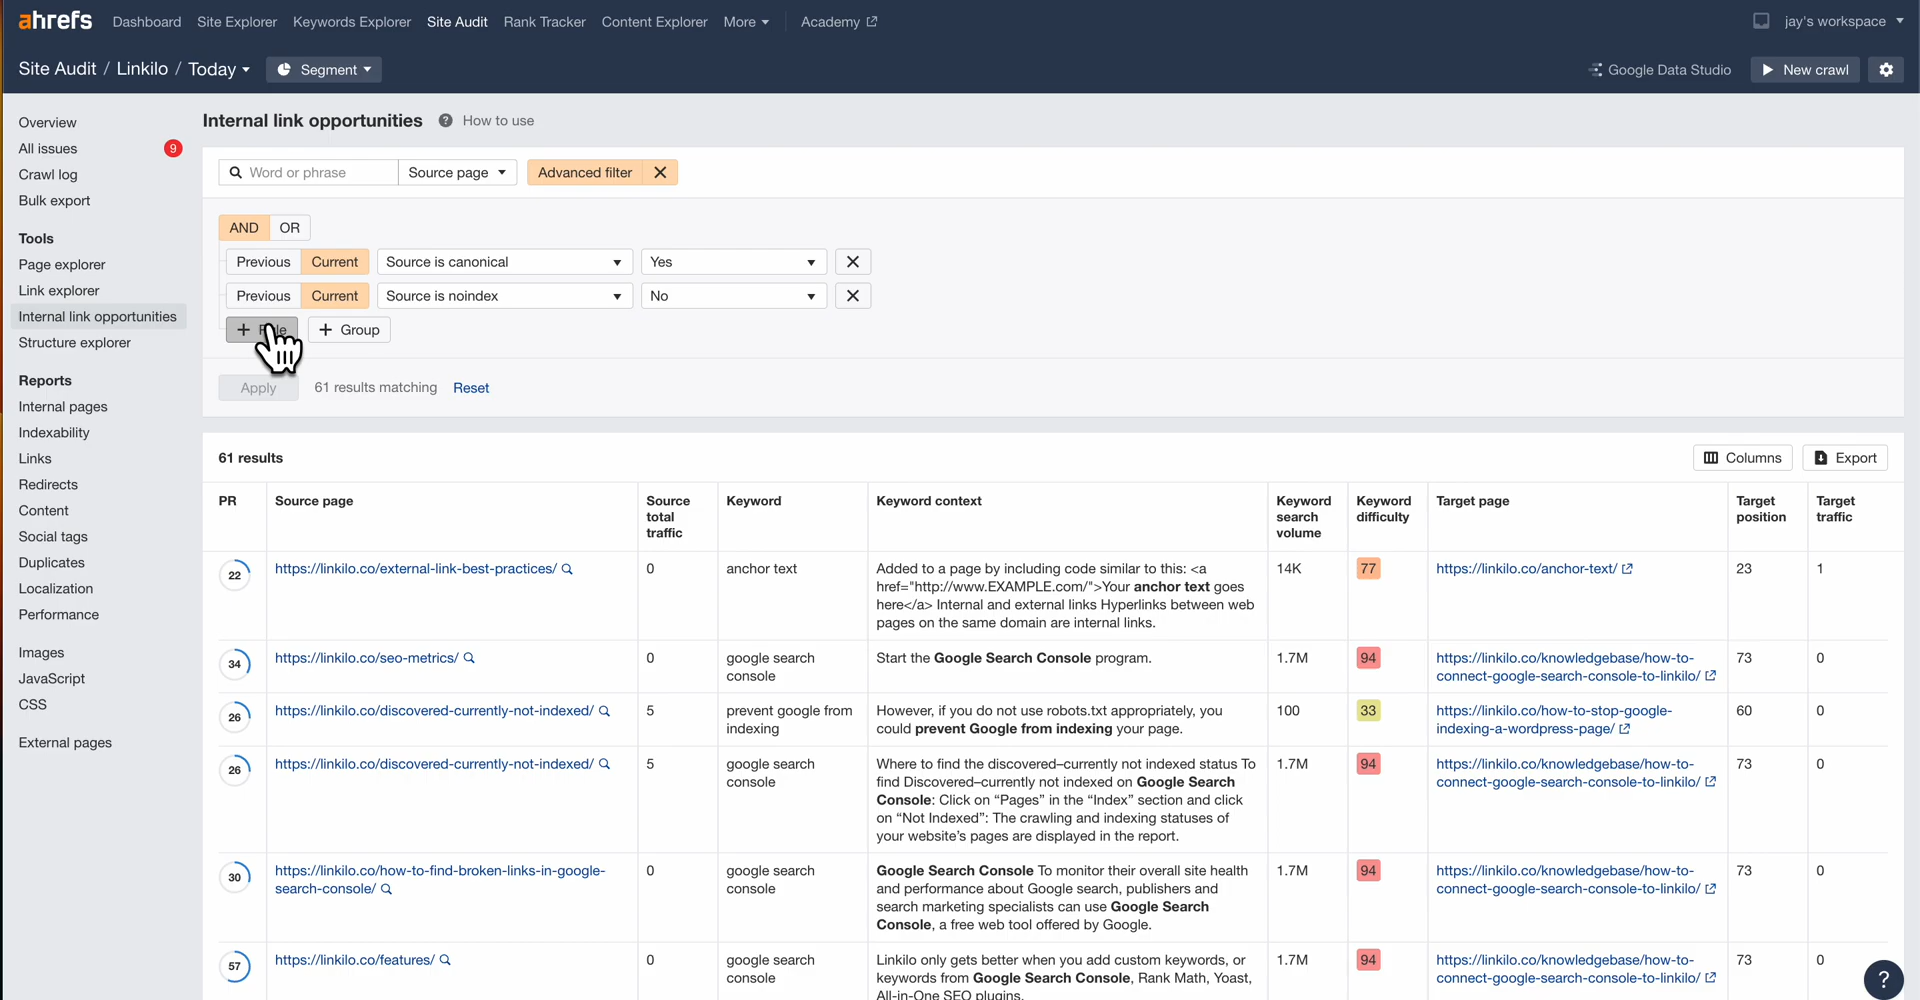 ahrefs Dashboard Site Explorer Keywords Explorer Site Audit Rank Tracker Content Explorer More Academy jay's workspace
Site Audit / Linkilo / Today Segment Google Data Studio New crawl
Overview
All issues 9
Crawl log
Bulk export
Tools
Page explorer
Link explorer
Internal link opportunities
Structure explorer
Reports
Internal pages
Indexability
Links
Redirects
Content
Social tags
Duplicates
Localization
Performance
Images
JavaScript
CSS
External pages
Internal link opportunities ? How to use
Word or phrase Source page Advanced filter
AND OR
Previous Current Source is canonical Yes
Previous Current Source is noindex No
+ + Group
Apply 61 results matching Reset
61 results Columns Export
PR Source page Source Keyword Keyword context Keyword Keyword Target page Target Target
total search difficulty position traffic
traffic volume
22 https://linkilo.co/external-link-best-practices/ 0 anchor text Added to a page by including code similar to this: <a 14K 77 https://linkilo.co/anchor-text/ 23 1
href="http://www.EXAMPLE.com/">Your anchor text goes
here</a> Internal and external links Hyperlinks between web
pages on the same domain are internal links.
34 https://linkilo.co/seo-metrics/ 0 google search Start the Google Search Console program. 1.7M 94 https://linkilo.co/knowledgebase/how-to- 73 0
console connect-google-search-console-to-linkilo/
26 https://linkilo.co/discovered-currently-not-indexed/ 5 prevent google from However, if you do not use robots.txt appropriately, you 100 33 https://linkilo.co/how-to-stop-google- 60 0
indexing could prevent Google from indexing your page. indexing-a-wordpress-page/
26 https://linkilo.co/discovered-currently-not-indexed/ 5 google search Where to find the discovered–currently not indexed status To 1.7M 94 https://linkilo.co/knowledgebase/how-to- 73 0
console find Discovered–currently not indexed on Google Search connect-google-search-console-to-linkilo/
Console: Click on “Pages” in the “Index” section and click
on “Not Indexed”: The crawling and indexing statuses of
your website’s pages are displayed in the report.
30 https://linkilo.co/how-to-find-broken-links-in-google- 0 google search Google Search Console To monitor their overall site health 1.7M 94 https://linkilo.co/knowledgebase/how-to- 73 0
search-console/ console and performance about Google search, publishers and connect-google-search-console-to-linkilo/
search marketing specialists can use Google Search
Console, a free web tool offered by Google.
57 https://linkilo.co/features/ 0 google search Linkilo only gets better when you add custom keywords, or 1.7M 94 https://linkilo.co/knowledgebase/how-to- 73 0
console keywords from Google Search Console, Rank Math, Yoast, connect-google-search-console-to-linkilo/
All-in-One SEO plugins. ?